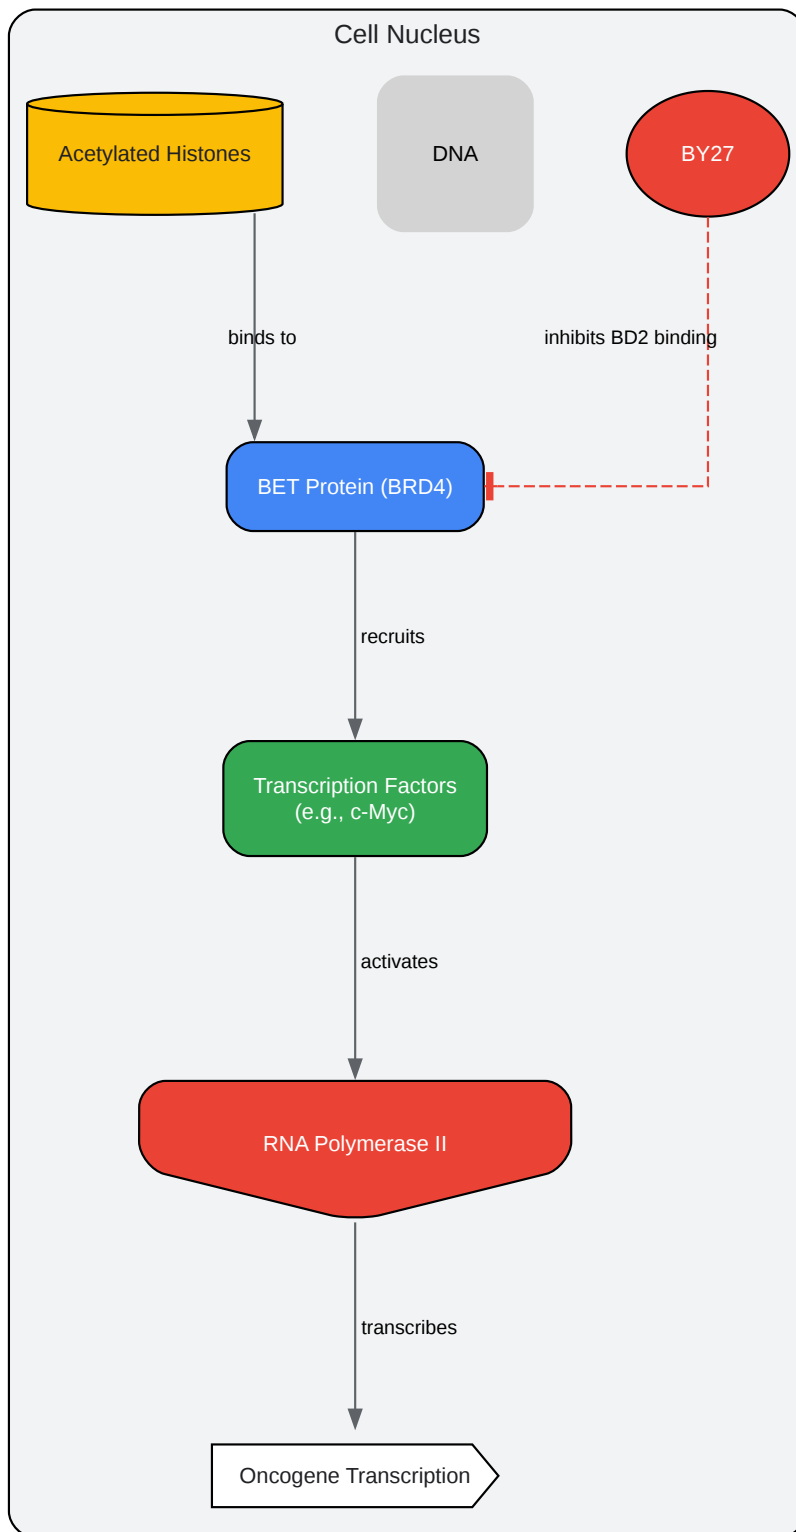 Cell Nucleus
Acetylated Histones
DNA
BY27
binds to
inhibits BD2 binding
BET Protein (BRD4)
recruits
Transcription Factors
(e.g., c-Myc)
activates
RNA Polymerase II
transcribes
Oncogene Transcription